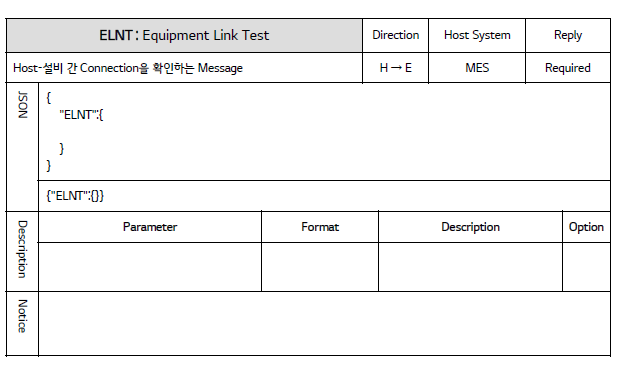 ELNT : Equipment Link Test
Direction
Host System
Reply
Host-설비 간 Connection을 확인하는 Message
H → E
MES
Required
JSON
{
"ELNT":{
}
}
{"ELNT":{}}
Description
Parameter
Format
Description
Option
Notice